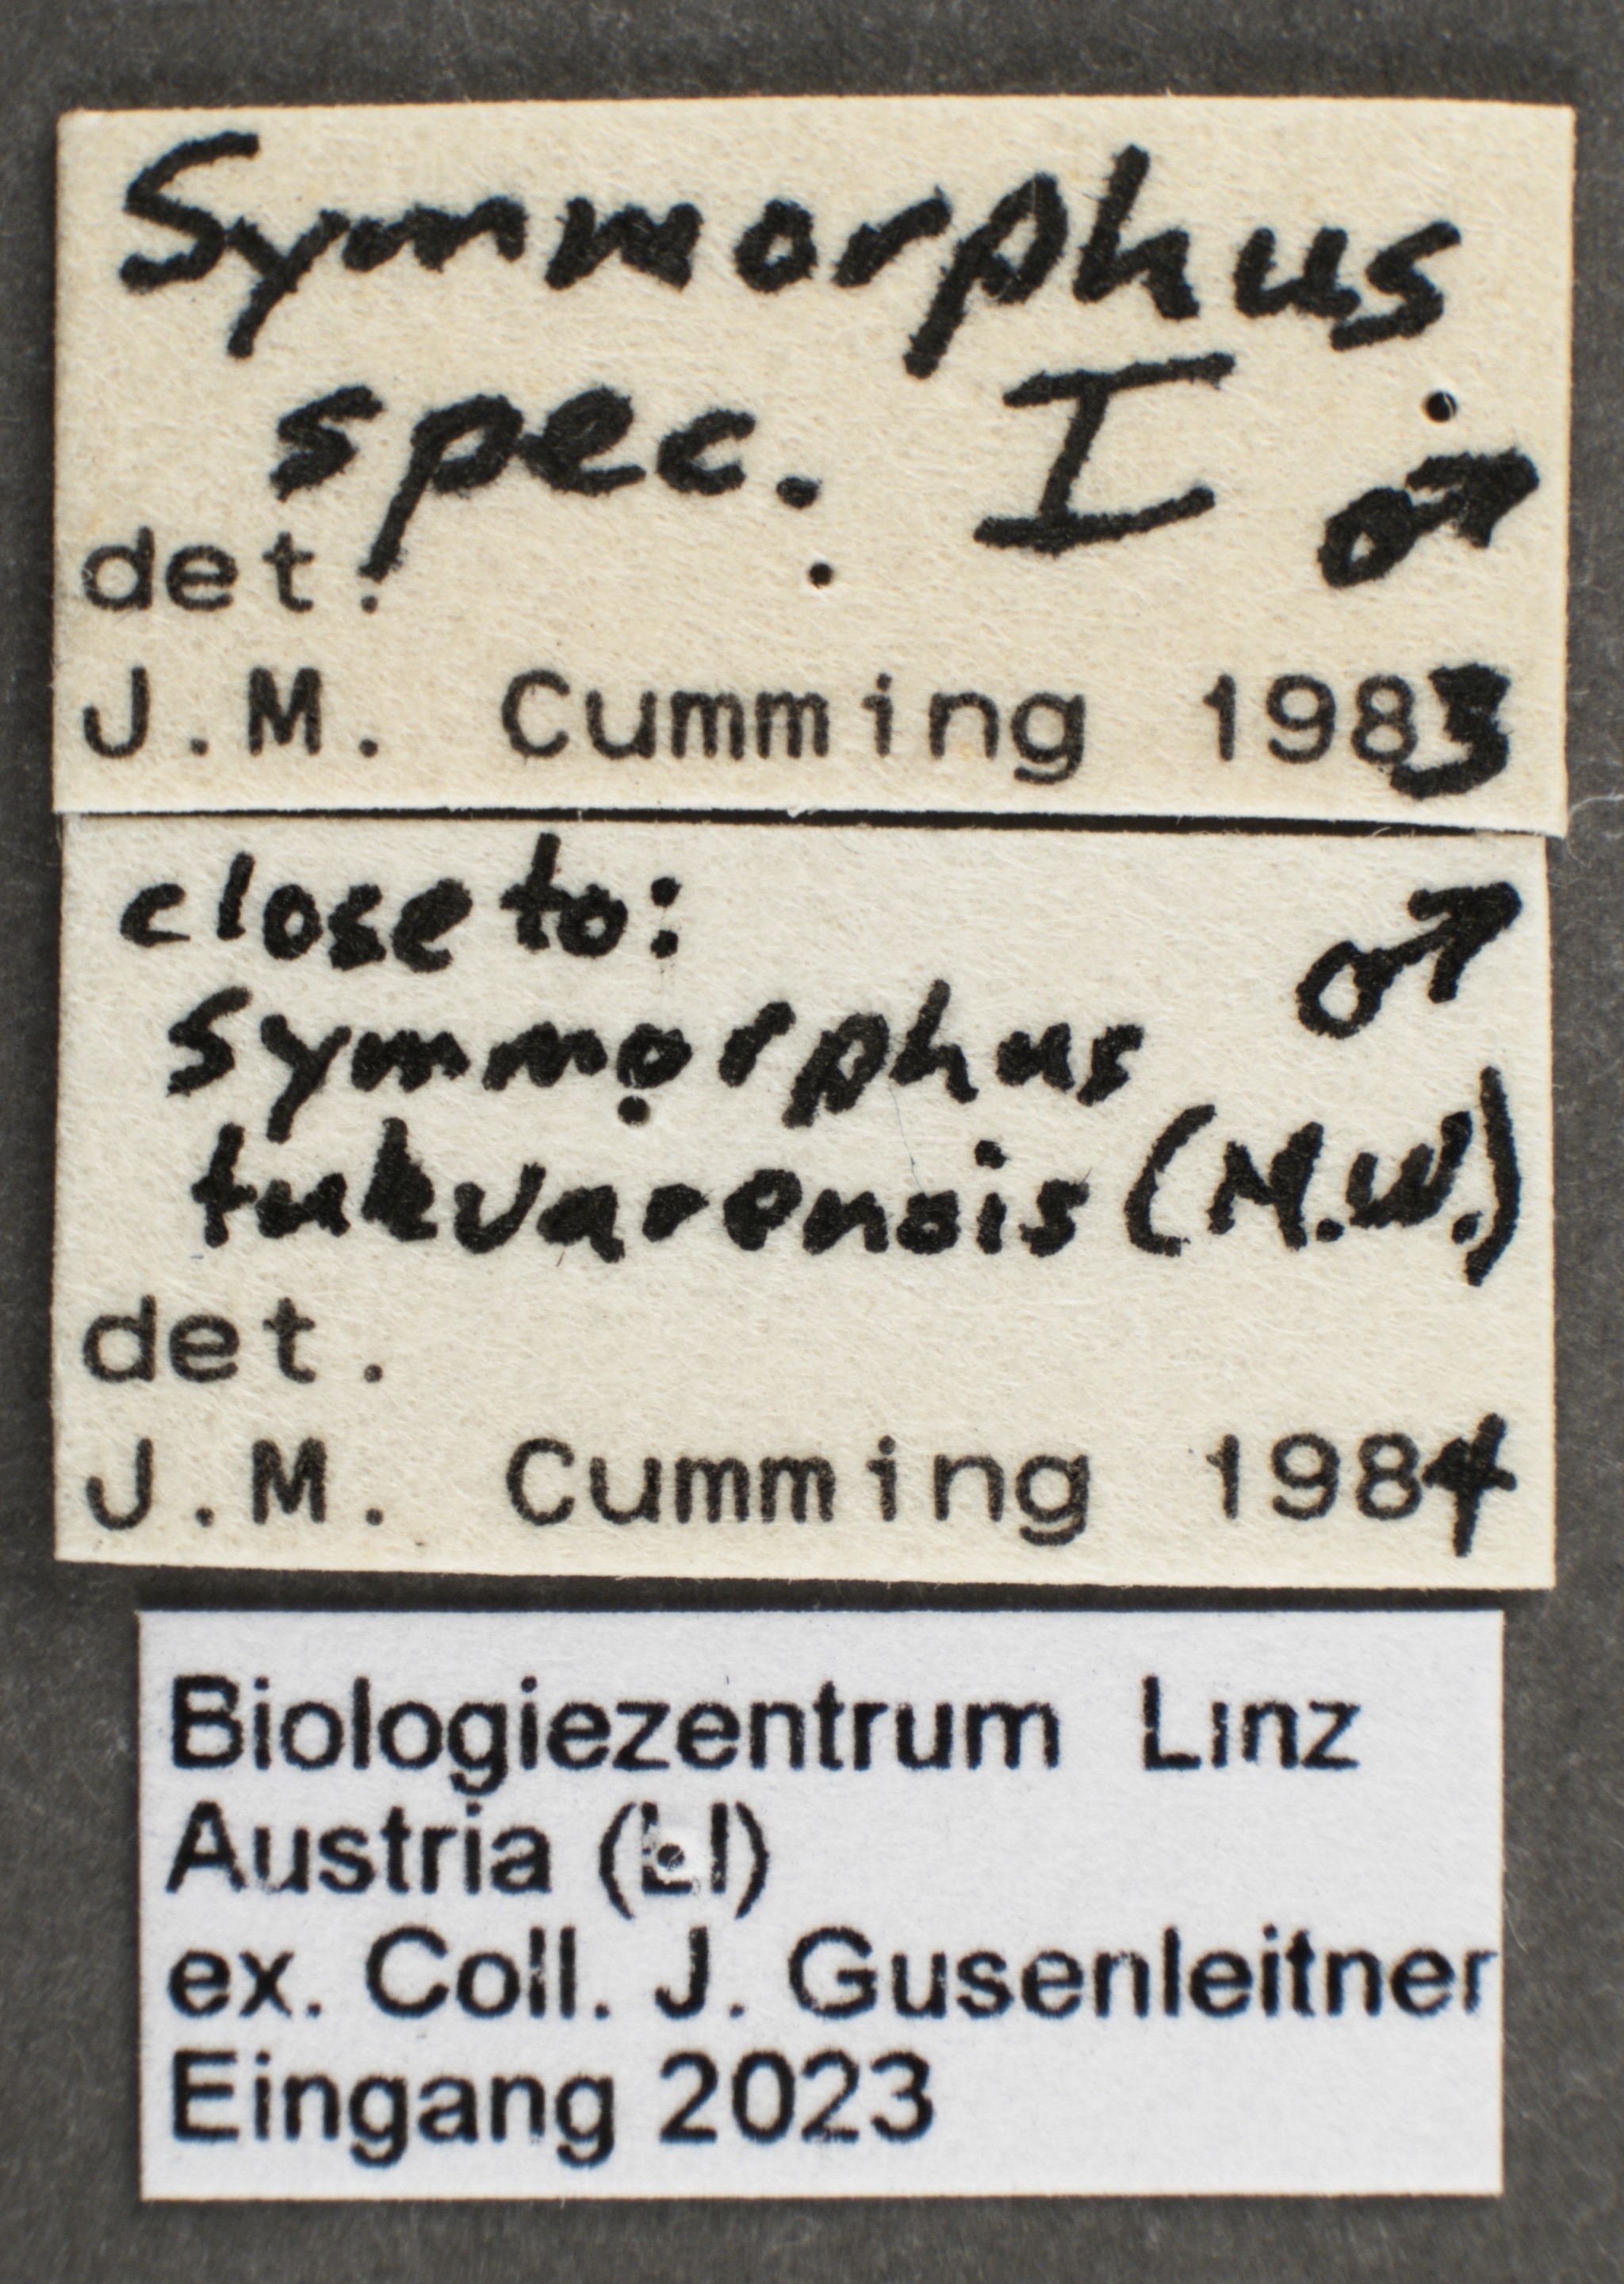 Symmorphus
spec. I ♂
det.
J.M. Cumming 1983
close to: ♂
Symmorphus
tukvarensis (M.W.)
det.
J.M. Cumming 1984
Biologiezentrum Linz
Austria (LI)
ex. Coll. J. Gusenleitner
Eingang 2023